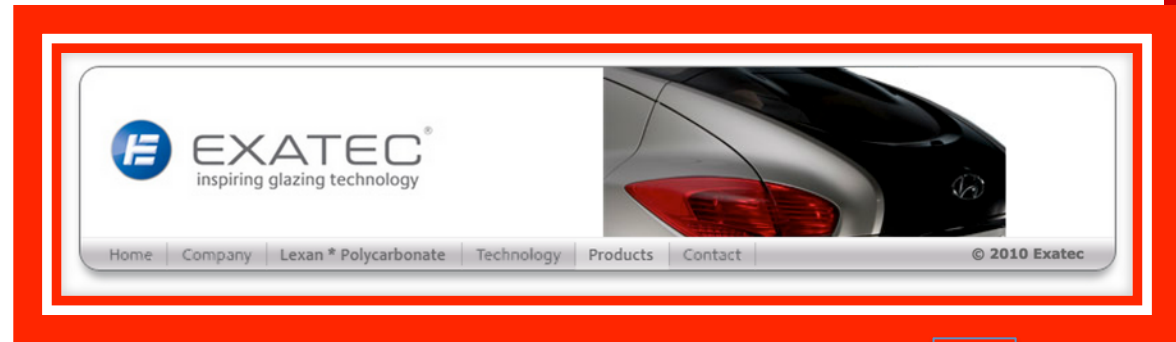 EXATEC®
inspiring glazing technology
Home Company Lexan * Polycarbonate Technology Products Contact © 2010 Exatec